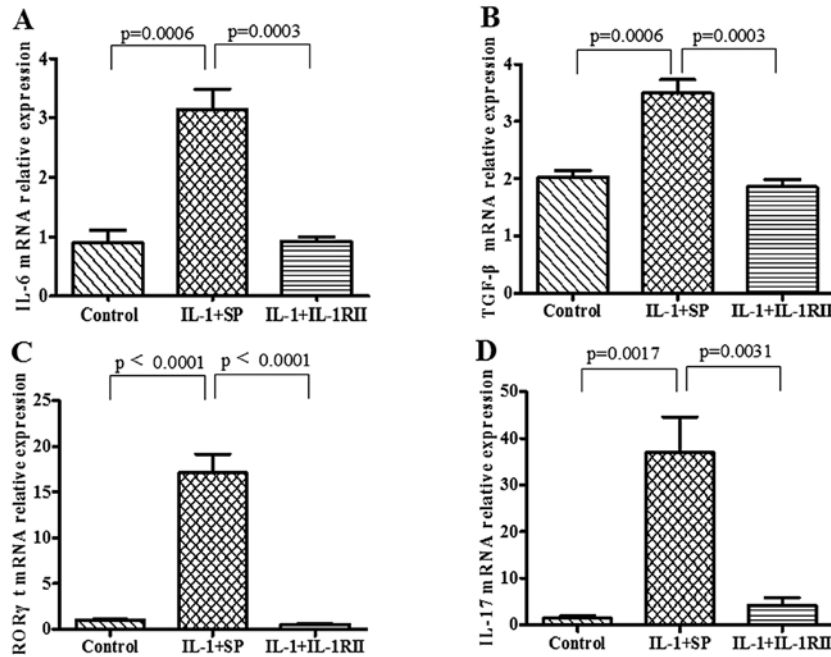 A
p=0.0006 p=0.0003
IL-6 mRNA relative expression
4
3
2
1
0
Control IL-1+SP IL-1+IL-1RII
B
p=0.0006 p=0.0003
TGF-β mRNA relative expression
4
3
2
1
0
Control IL-1+SP IL-1+IL-1RII
C
p < 0.0001 p < 0.0001
RORγ t mRNA relative expression
25
20
15
10
5
0
Control IL-1+SP IL-1+IL-1RII
D
p=0.0017 p=0.0031
IL-17 mRNA relative expression
50
40
30
20
10
0
Control IL-1+SP IL-1+IL-1RII